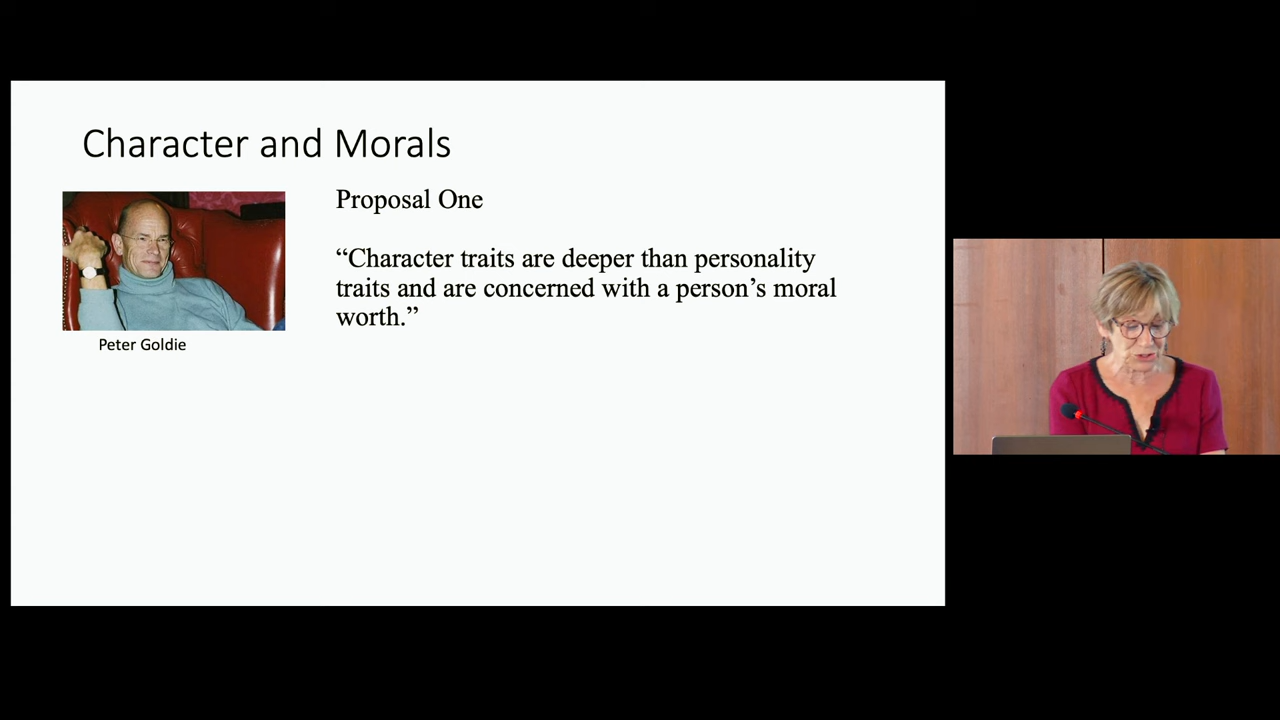 Character and Morals
Proposal One
“Character traits are deeper than personality
traits and are concerned with a person’s moral
worth.”
Peter Goldie